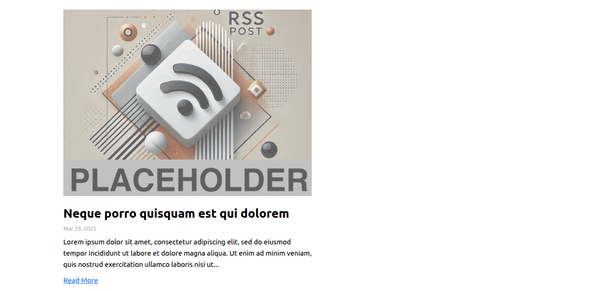 RSS
POST
PLACEHOLDER
Neque porro quisquam est qui dolorem
Mar 29, 2025
Lorem ipsum dolor sit amet, consectetur adipiscing elit, sed do eiusmod
tempor incididunt ut labore et dolore magna aliqua. Ut enim ad minim veniam,
quis nostrud exercitation ullamco laboris nisi ut...
Read More